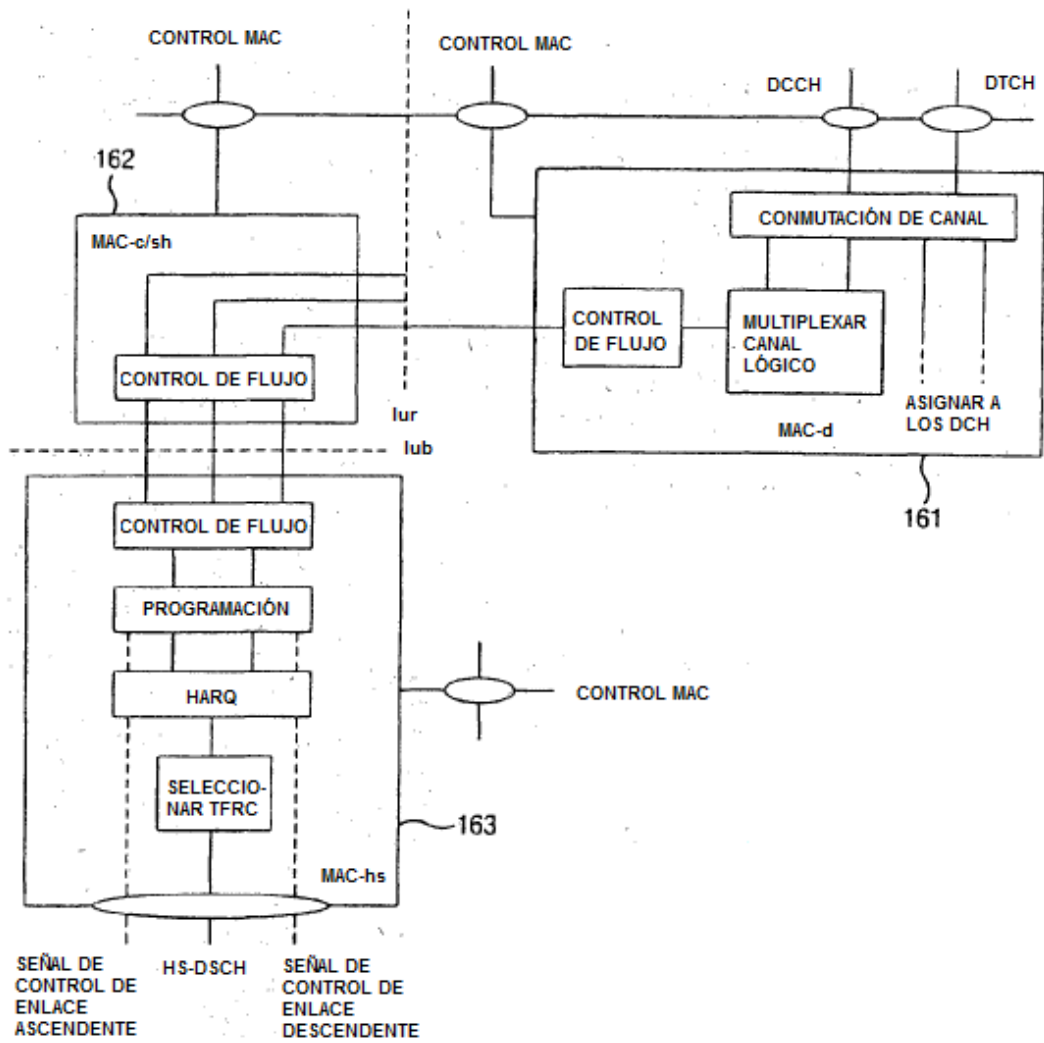 CONTROL MAC
CONTROL MAC
DCCH
DTCH
162
MAC-c/sh
CONMUTACIÓN DE CANAL
CONTROL
DE FLUJO
MULTIPLEXAR
CANAL
LÓGICO
CONTROL DE FLUJO
ASIGNAR A
LOS DCH
Iur
MAC-d
Iub
161
CONTROL DE FLUJO
PROGRAMACIÓN
HARQ
CONTROL MAC
SELECCIO-
NAR TFRC
163
MAC-hs
SEÑAL DE
CONTROL DE
ENLACE
ASCENDENTE
HS-DSCH
SEÑAL DE
CONTROL DE
ENLACE
DESCENDENTE